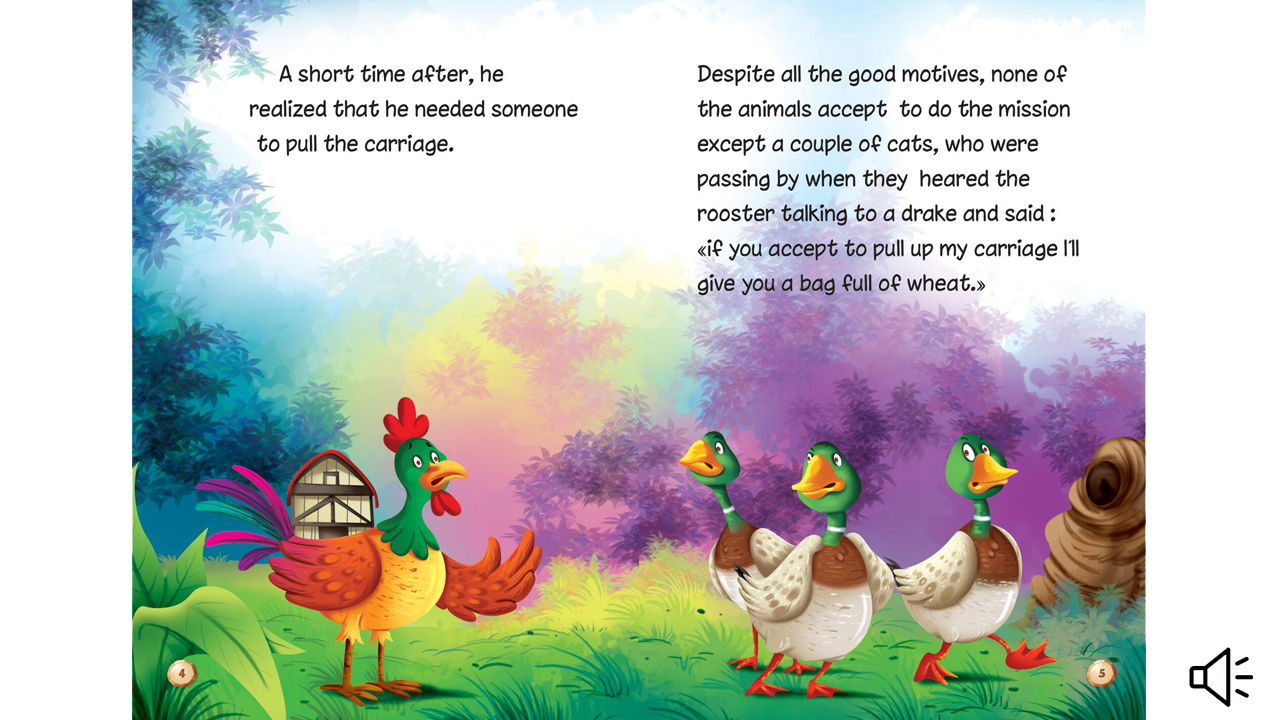 A short time after, he
realized that he needed someone
to pull the carriage.
Despite all the good motives, none of
the animals accept  to do the mission
except a couple of cats, who were
passing by when they  heared the
rooster talking to a drake and said :
«if you accept to pull up my carriage I'll
give you a bag full of wheat.»
4
5